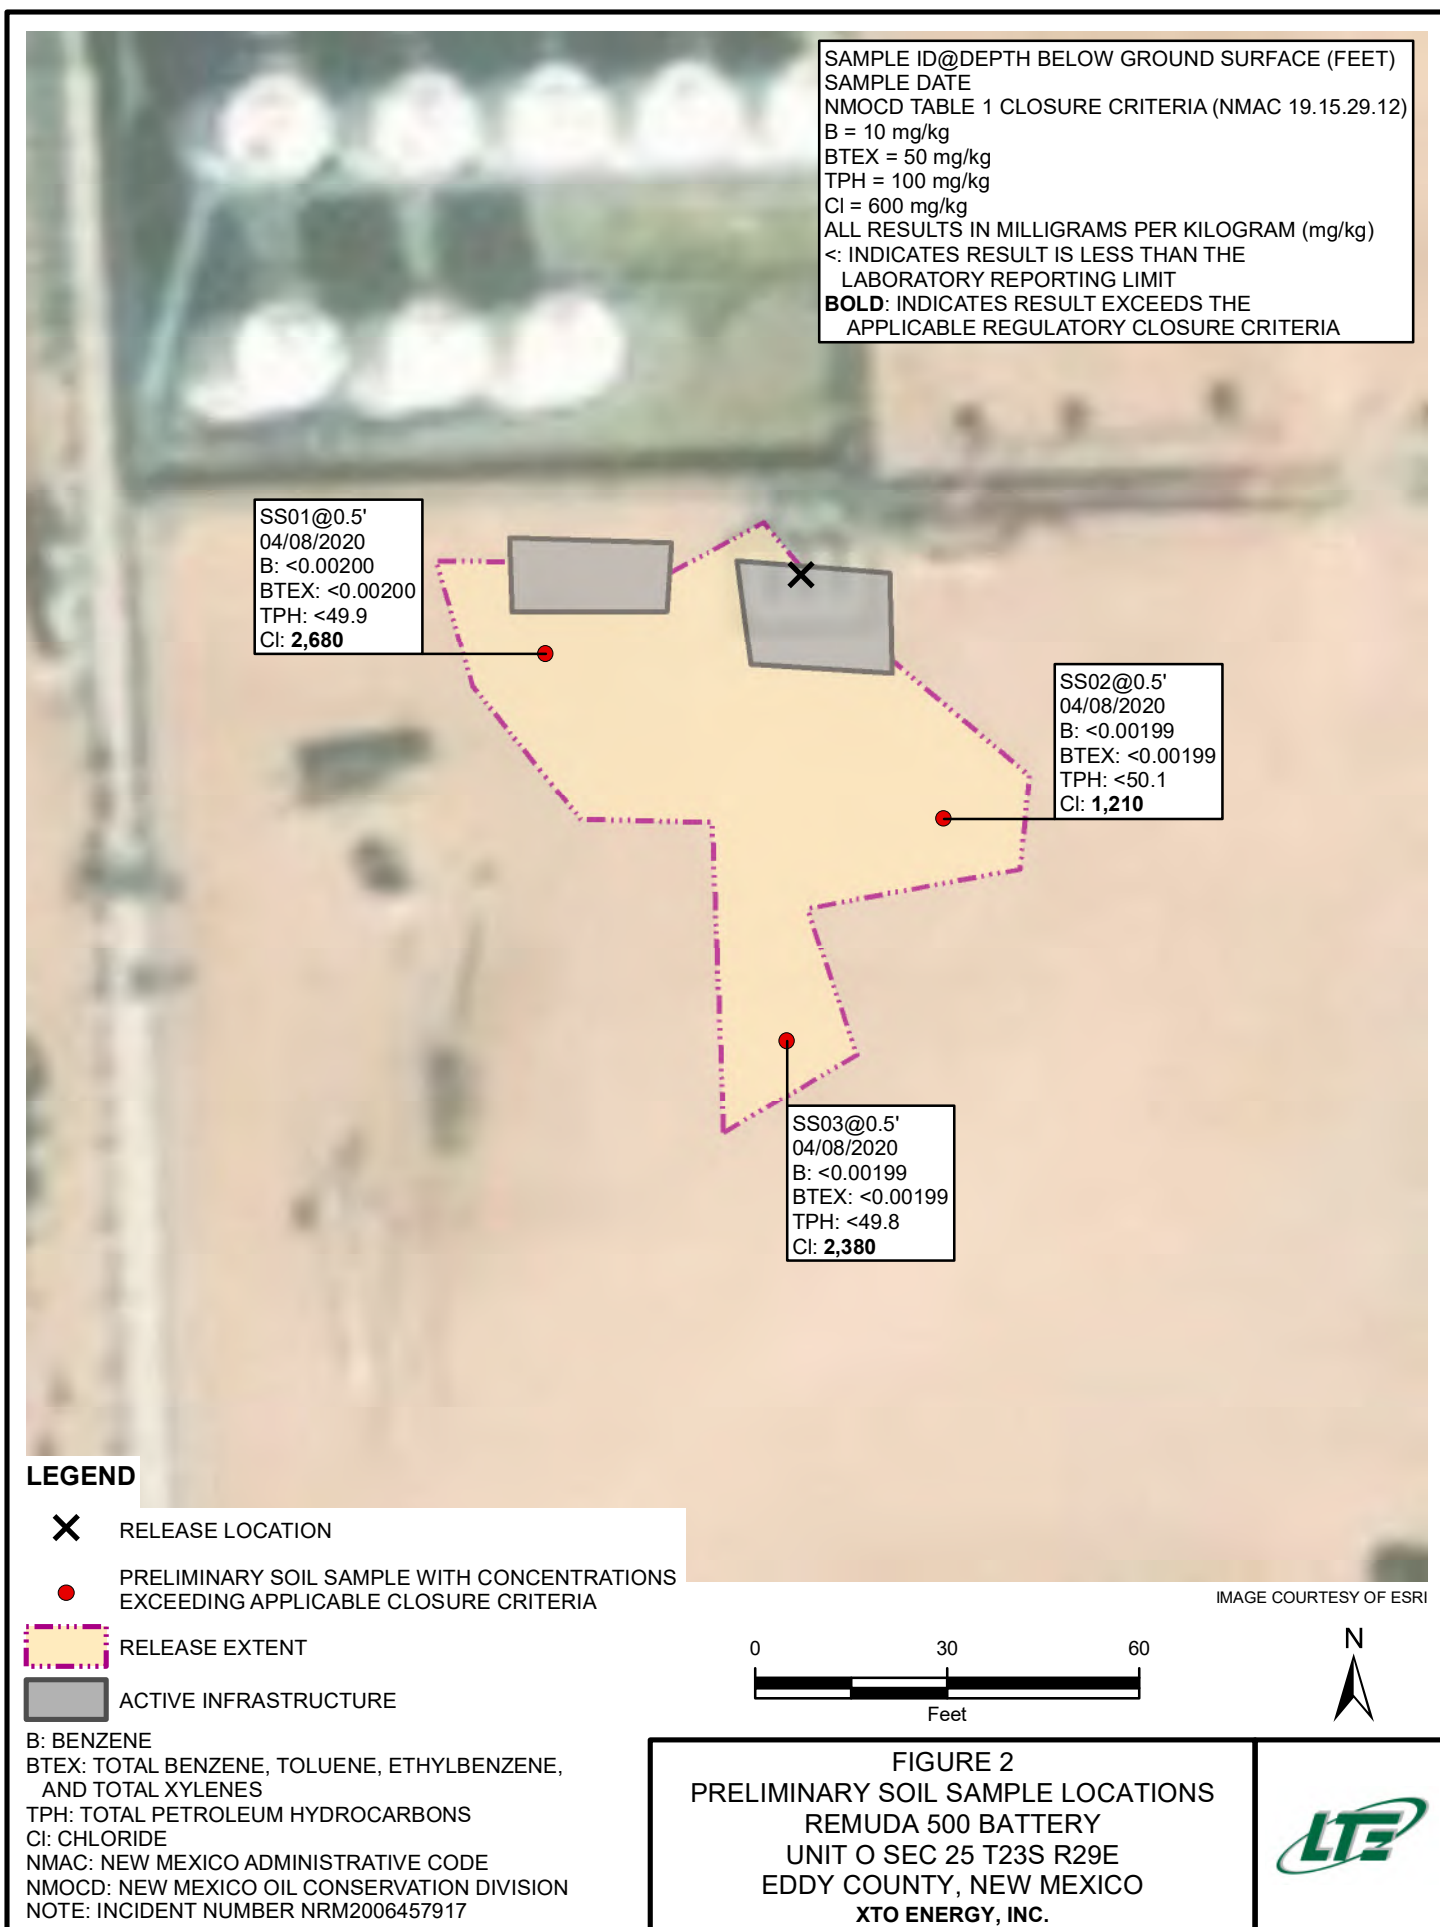 SAMPLE ID@DEPTH BELOW GROUND SURFACE (FEET)
SAMPLE DATE
NMOCD TABLE 1 CLOSURE CRITERIA (NMAC 19.15.29.12)
B = 10 mg/kg
BTEX = 50 mg/kg
TPH = 100 mg/kg
Cl = 600 mg/kg
ALL RESULTS IN MILLIGRAMS PER KILOGRAM (mg/kg)
<: INDICATES RESULT IS LESS THAN THE
LABORATORY REPORTING LIMIT
BOLD: INDICATES RESULT EXCEEDS THE
APPLICABLE REGULATORY CLOSURE CRITERIA
SS01@0.5'
04/08/2020
B: <0.00200
BTEX: <0.00200
TPH: <49.9
Cl: 2,680
SS02@0.5'
04/08/2020
B: <0.00199
BTEX: <0.00199
TPH: <50.1
Cl: 1,210
SS03@0.5'
04/08/2020
B: <0.00199
BTEX: <0.00199
TPH: <49.8
Cl: 2,380
LEGEND
RELEASE LOCATION
PRELIMINARY SOIL SAMPLE WITH CONCENTRATIONS
EXCEEDING APPLICABLE CLOSURE CRITERIA
RELEASE EXTENT
ACTIVE INFRASTRUCTURE
B: BENZENE
BTEX: TOTAL BENZENE, TOLUENE, ETHYLBENZENE,
AND TOTAL XYLENES
TPH: TOTAL PETROLEUM HYDROCARBONS
Cl: CHLORIDE
NMAC: NEW MEXICO ADMINISTRATIVE CODE
NMOCD: NEW MEXICO OIL CONSERVATION DIVISION
NOTE: INCIDENT NUMBER NRM2006457917
IMAGE COURTESY OF ESRI
0 30 60
Feet
N
FIGURE 2
PRELIMINARY SOIL SAMPLE LOCATIONS
REMUDA 500 BATTERY
UNIT O SEC 25 T23S R29E
EDDY COUNTY, NEW MEXICO
XTO ENERGY, INC.
LTE